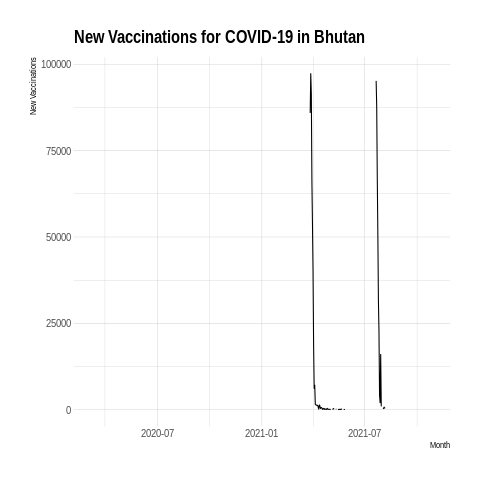 New Vaccinations for COVID-19 in Bhutan
New Vaccinations
100000
75000
50000
25000
0
2020-07 2021-01 2021-07
Month